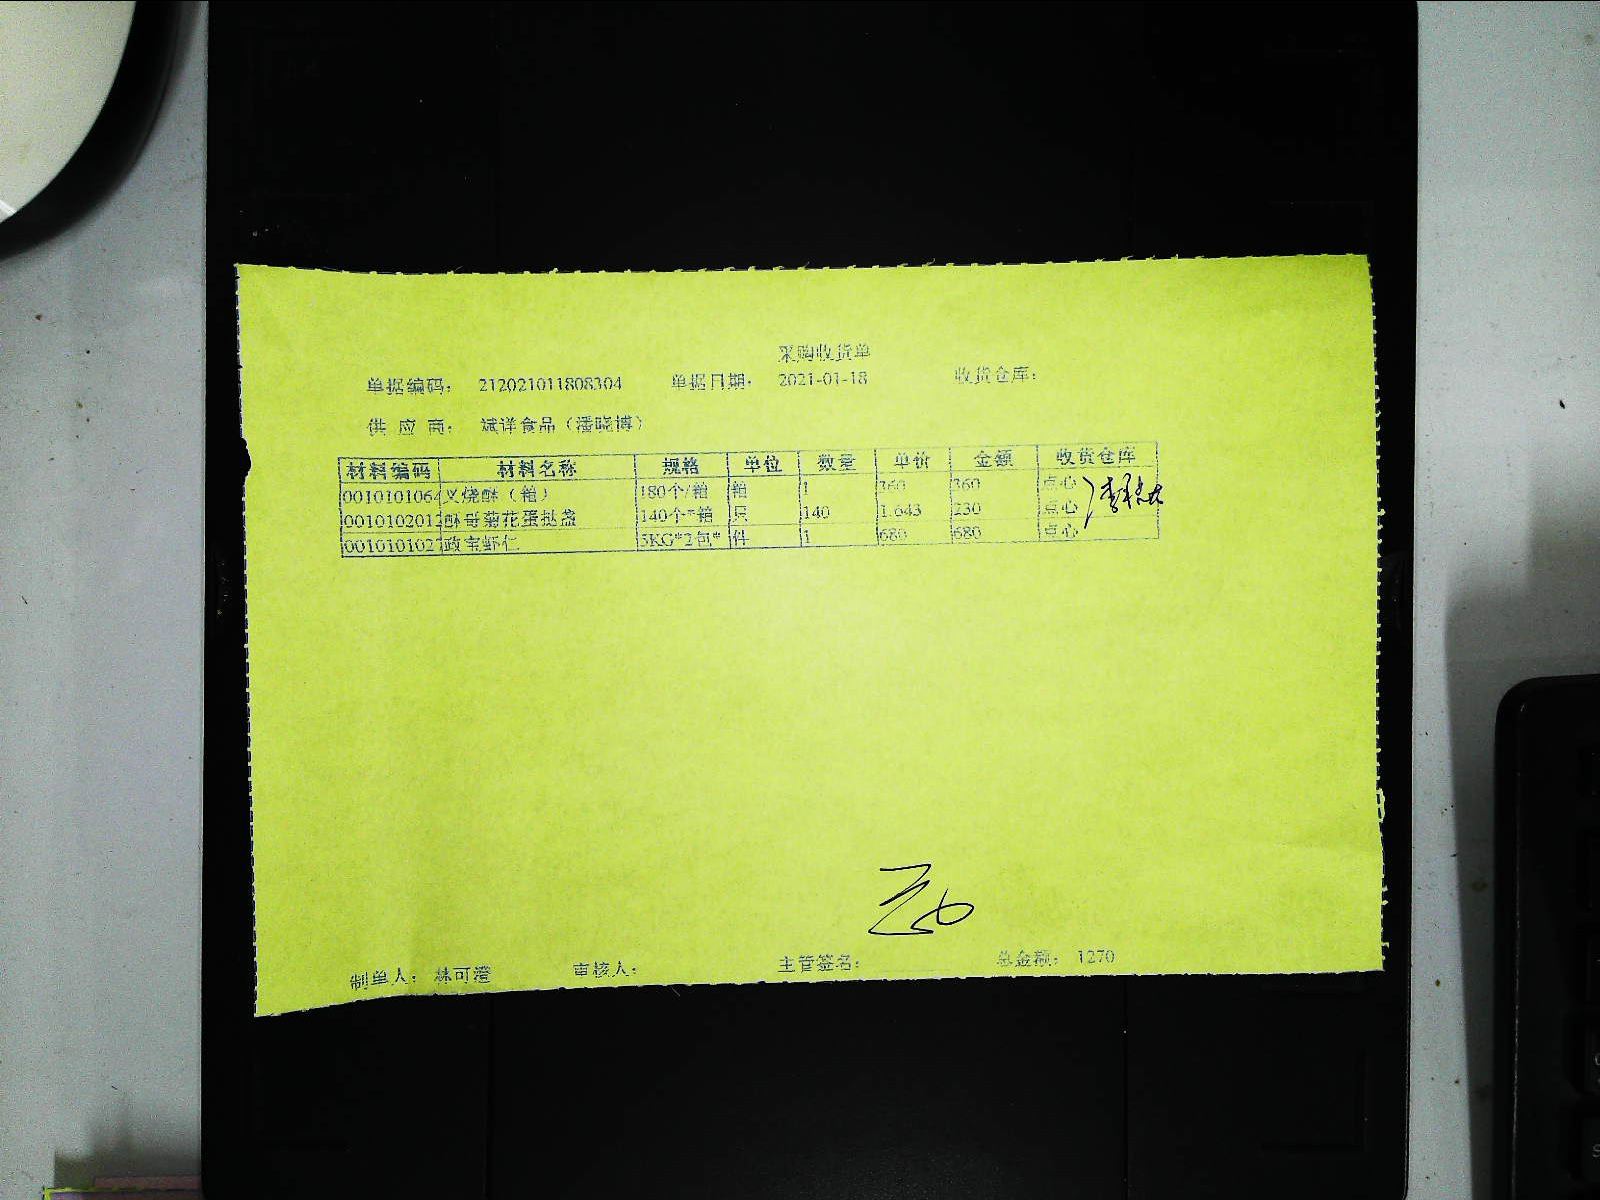 采购收货单
单据编码： 212021011808304 单据日期： 2021-01-18 收货仓库：
供 应 商： 斌洋食品（潘晓博）
材料编码 材料名称 规格 单位 数量 单价 金额 收货仓库
0010101064 叉烧酥（箱） 180个/箱 箱 1 360 360 点心
0010102012 酥哥菊花蛋挞盏 140个*箱 只 140 1.643 230 点心
0010101027 政宝虾仁 5KG*2包* 件 1 680 680 点心
制单人： 林可滢 审核人： 主管签名： 总金额： 1270